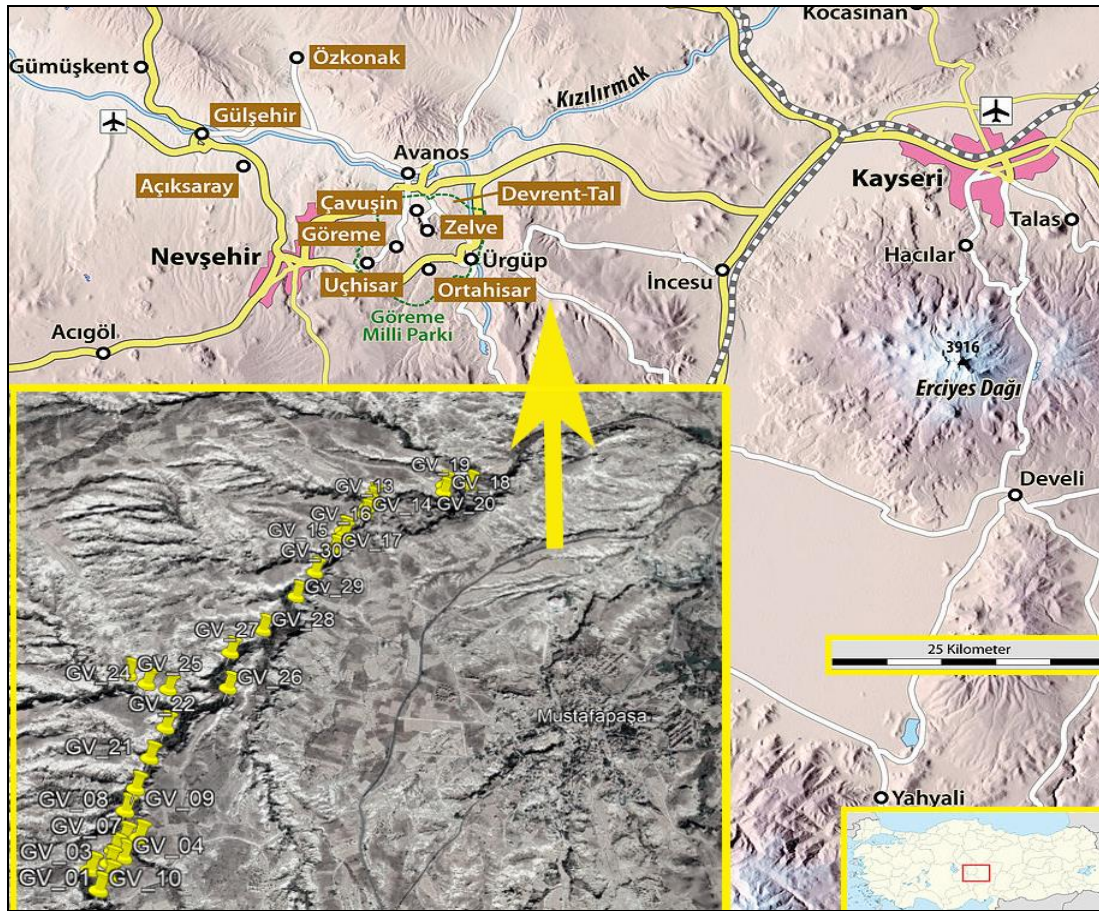 Kocasinan
Gümüşkent
Özkonak
Kızılırmak
Gülşehir
Avanos
Açıksaray
Kayseri
Çavuşin
Devrent-Tal
Talas
Göreme
Zelve
Hacılar
Nevşehir
Ürgüp
İncesu
Uçhisar
Ortahisar
Göreme
Milli Parkı
Acıgöl
3916
Erciyes Dağı
Develi
GV_19
GV_13
GV_18
GV_14
GV_20
GV_16
GV_15
GV_17
GV_30
Gv_29
GV_28
GV_27
GV_24
GV_25
GV_26
GV_22
Mustafapaşa
GV_21
GV_08
GV_09
GV_07
GV_04
GV_03
GV_01
GV_10
25 Kilometer
Yahyali